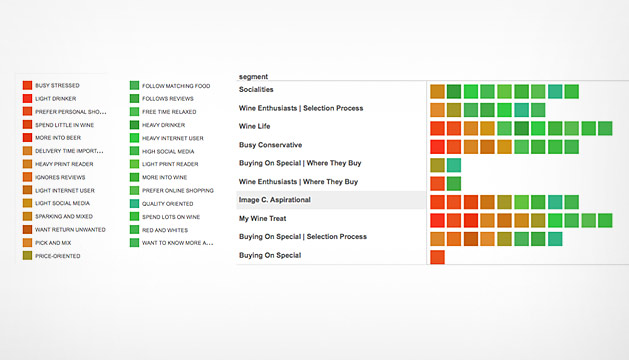 BUSY STRESSED
LIGHT DRINKER
PREFER PERSONAL SHO...
SPEND LITTLE IN WINE
MORE INTO BEER
DELIVERY TIME IMPORT...
HEAVY PRINT READER
IGNORES REVIEWS
LIGHT INTERNET USER
LIGHT SOCIAL MEDIA
SPARKING AND MIXED
WANT RETURN UNWANTED
PICK AND MIX
PRICE-ORIENTED
FOLLOW MATCHING FOOD
FOLLOWS REVIEWS
FREE TIME RELAXED
HEAVY DRINKER
HEAVY INTERNET USER
HIGH SOCIAL MEDIA
LIGHT PRINT READER
MORE INTO WINE
PREFER ONLINE SHOPPING
QUALITY ORIENTED
SPEND LOTS ON WINE
RED AND WHITES
WANT TO KNOW MORE A...
segment
Socialities
Wine Enthusiasts | Selection Process
Wine Life
Busy Conservative
Buying On Special | Where They Buy
Wine Enthusiasts | Where They Buy
Image C. Aspirational
My Wine Treat
Buying On Special | Selection Process
Buying On Special